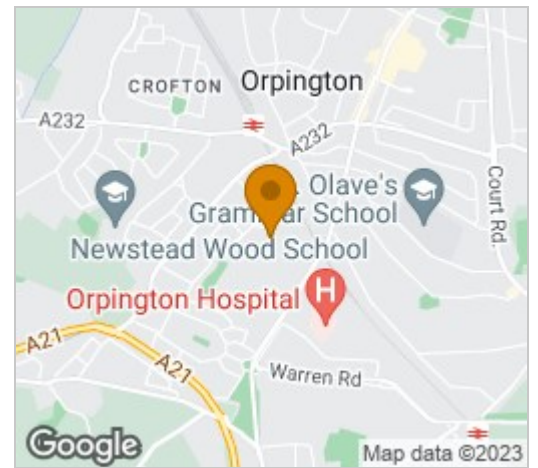 Orpington
CROFTON
A232
A232
Olave's
Grammar School
Court Rd.
Newstead Wood School
Orpington Hospital
H
A21
A21
Warren Rd
Google
Map data ©2023